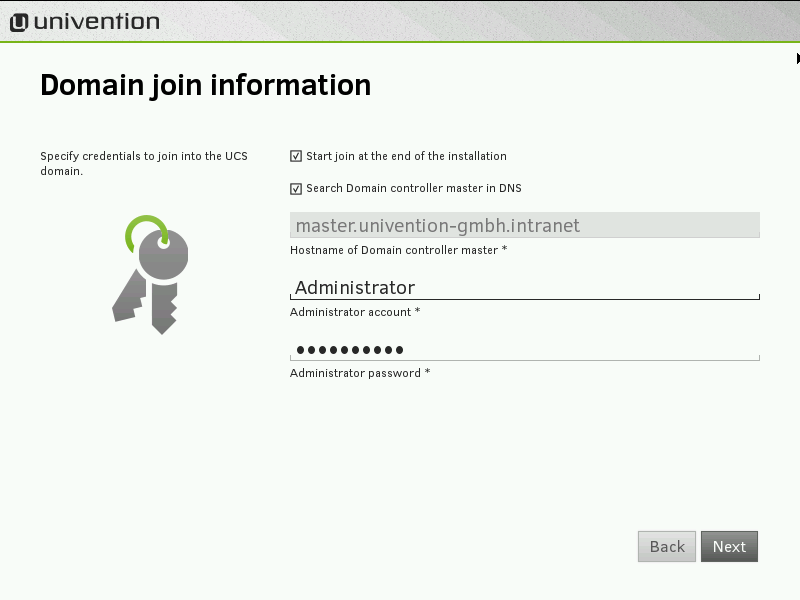 univention
Domain join information
Specify credentials to join into the UCS
domain.
Start join at the end of the installation
Search Domain controller master in DNS
master.univention-gmbh.intranet
Hostname of Domain controller master *
Administrator
Administrator account *
●●●●●●●●●●
Administrator password *
Back Next